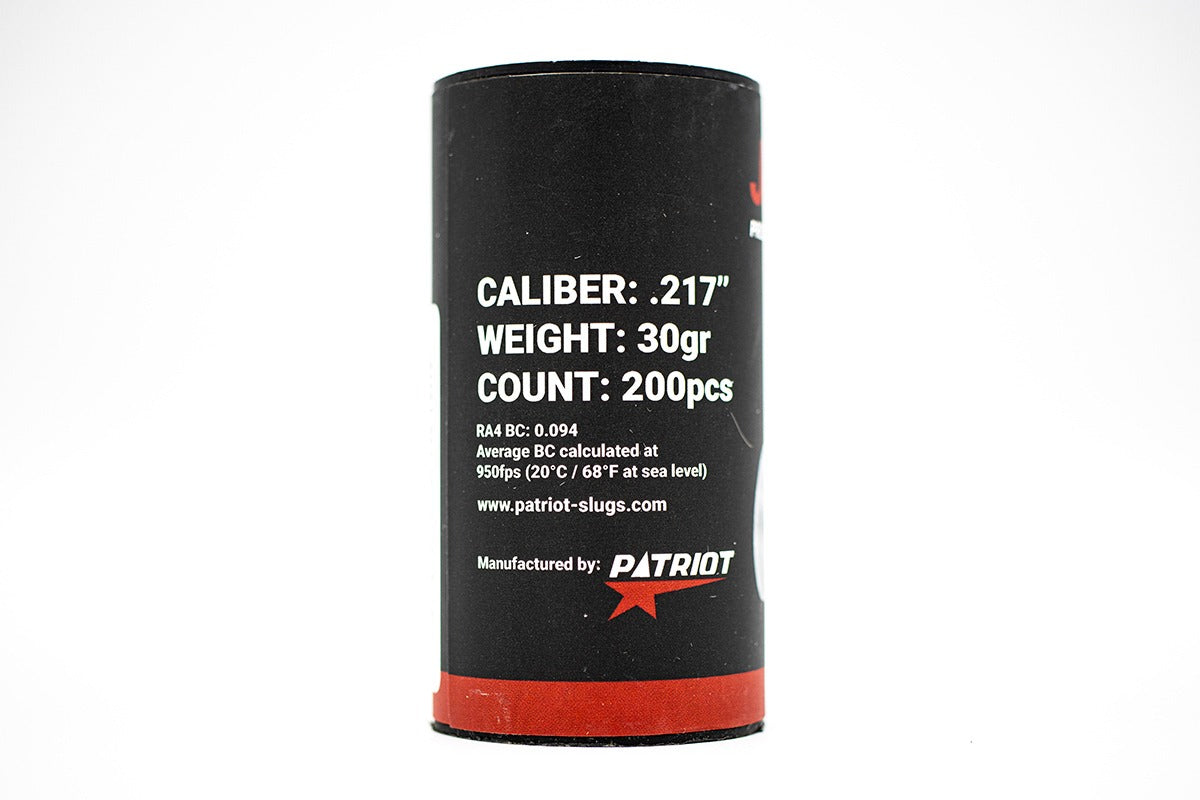 CALIBER: .217”
WEIGHT: 30gr
COUNT: 200pcs
RA4 BC: 0.094
Average BC calculated at
950fps (20°C / 68°F at sea level)
www.patriot-slugs.com
Manufactured by: PATRIOT